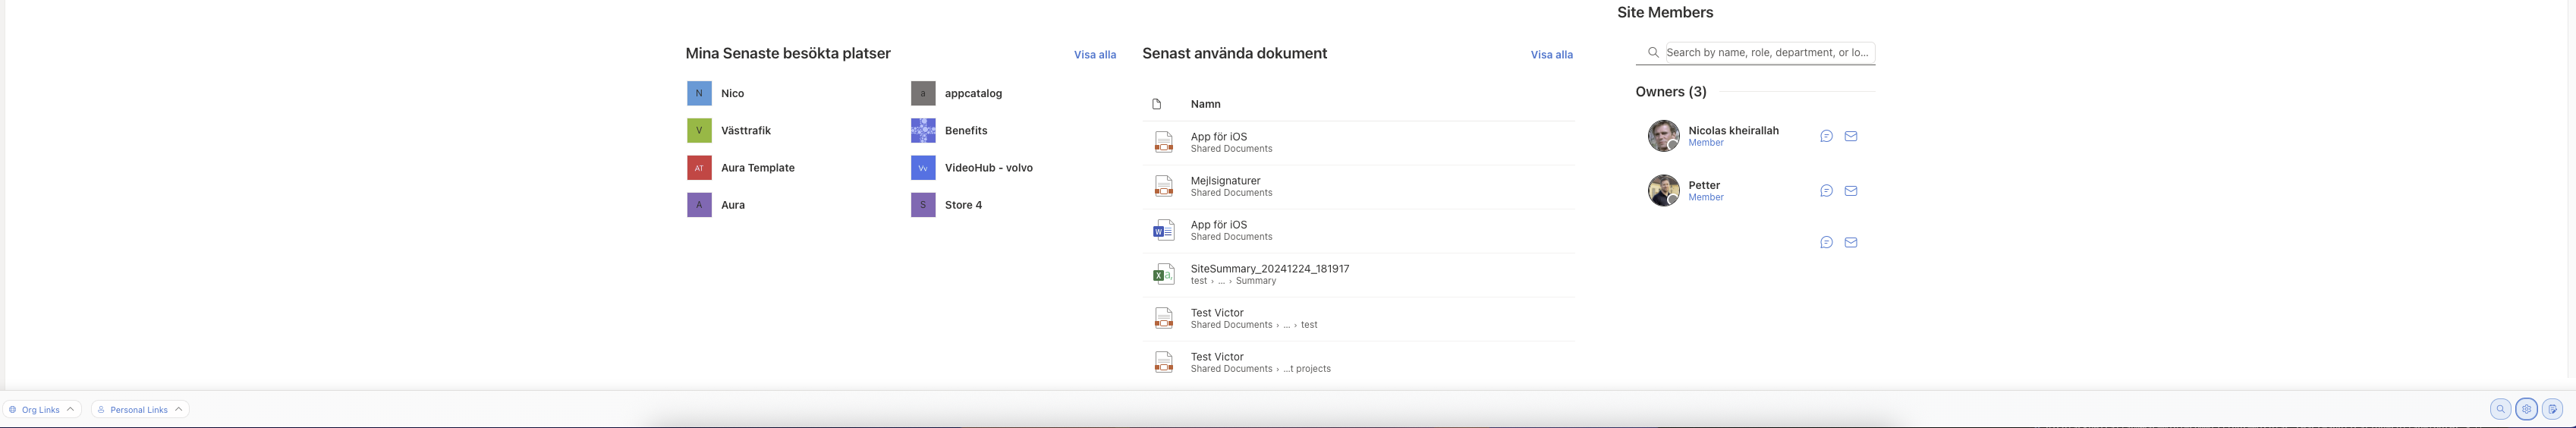 Site Members
Search by name, role, department, or lo...
Owners (3)
Nicolas kheirallah
Member
Petter
Member
Mina Senaste besökta platser
Visa alla
N
Nico
a
appcatalog
V
Västtrafik
Benefits
AT
Aura Template
VV
VideoHub - volvo
A
Aura
S
Store 4
Senast använda dokument
Visa alla
Namn
App för iOS
Shared Documents
Mejlsignaturer
Shared Documents
App för iOS
Shared Documents
SiteSummary_20241224_181917
test › ... › Summary
Test Victor
Shared Documents › ... › test
Test Victor
Shared Documents › ...t projects
Org Links
Personal Links